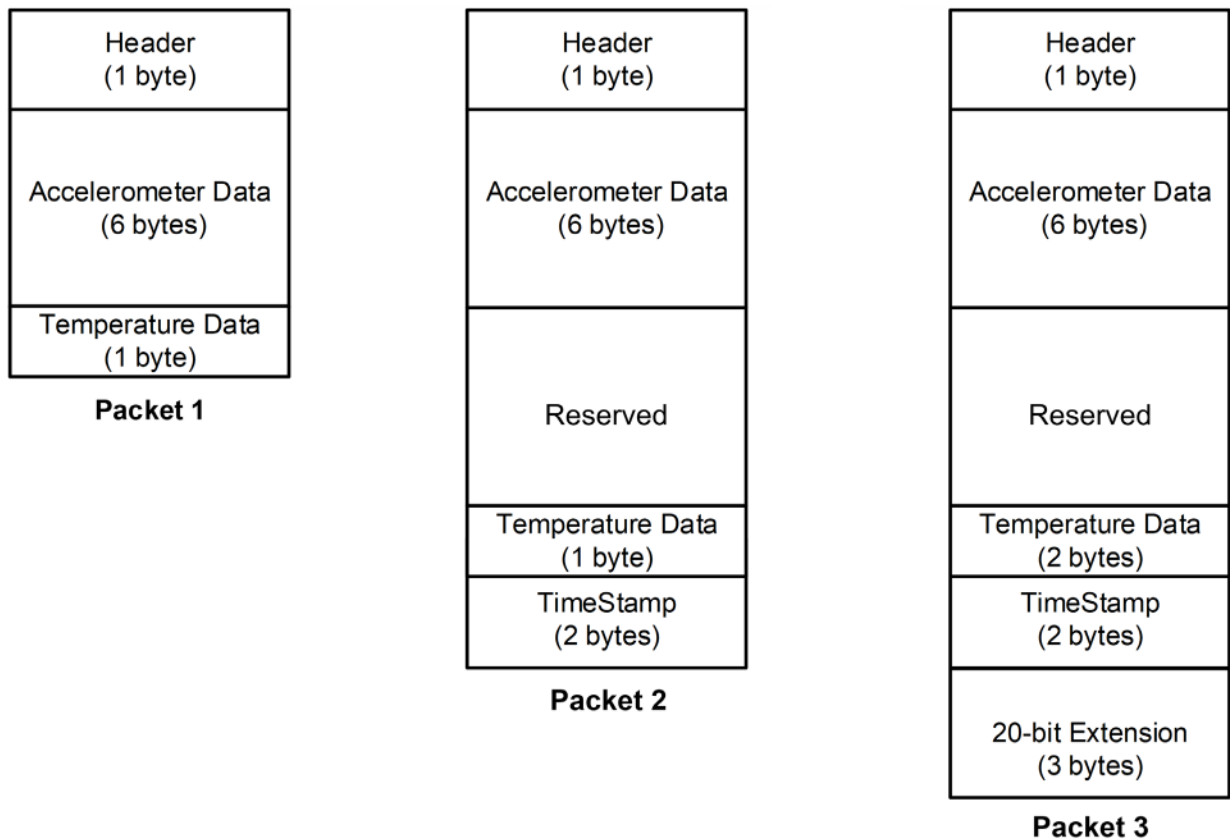 Header
(1 byte)
Accelerometer Data
(6 bytes)
Temperature Data
(1 byte)
Packet 1
Header
(1 byte)
Accelerometer Data
(6 bytes)
Reserved
Temperature Data
(1 byte)
TimeStamp
(2 bytes)
Packet 2
Header
(1 byte)
Accelerometer Data
(6 bytes)
Reserved
Temperature Data
(2 bytes)
TimeStamp
(2 bytes)
20-bit Extension
(3 bytes)
Packet 3